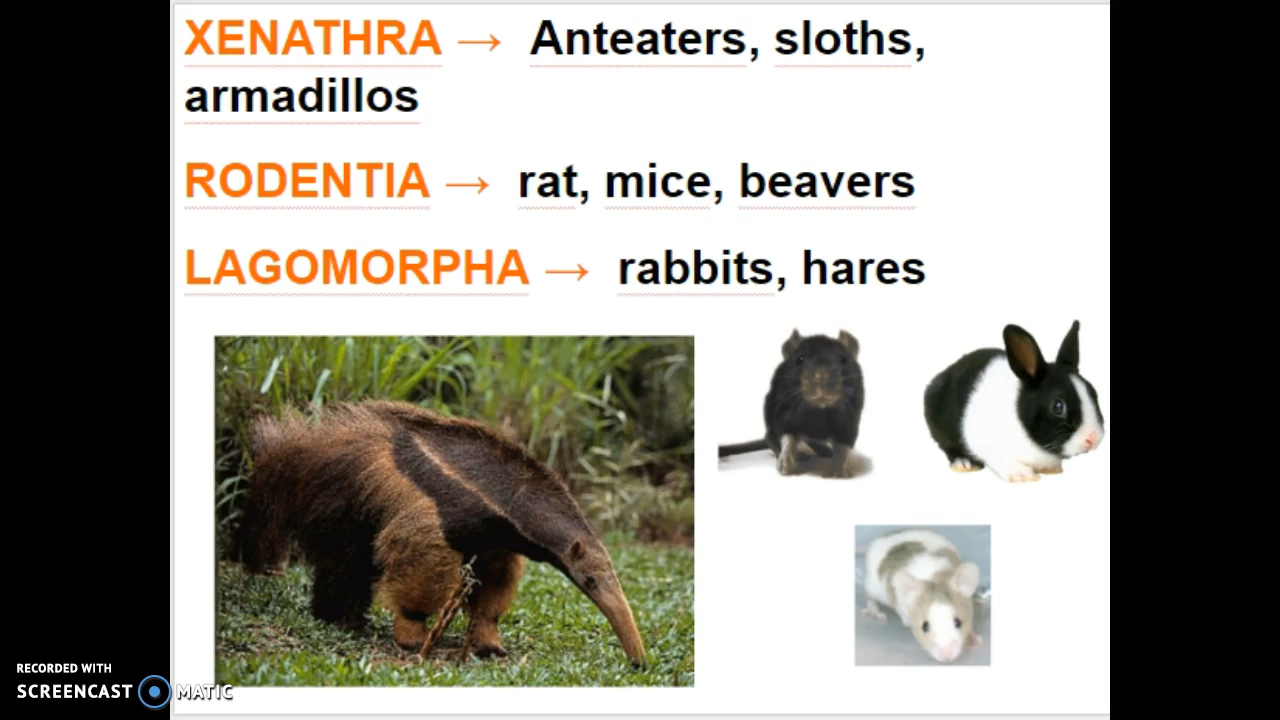 XENATHRA → Anteaters, sloths,
armadillos
RODENTIA → rat, mice, beavers
LAGOMORPHA → rabbits, hares
RECORDED WITH
SCREENCAST MATIC